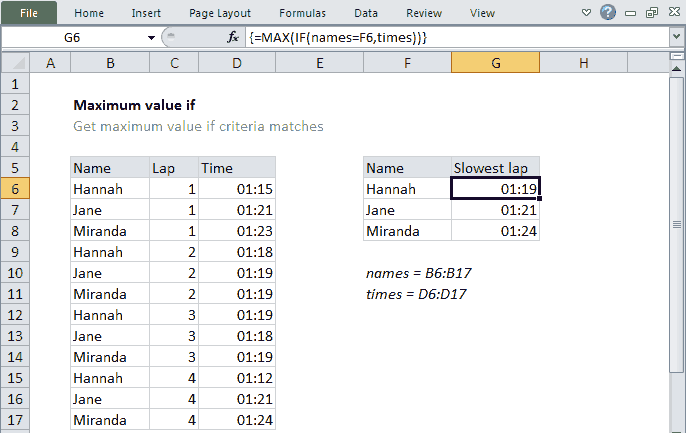 File Home Insert Page Layout Formulas Data Review View ?
G6 fx {=MAX(IF(names=F6,times))}
A B C D E F G H
1
2 Maximum value if
3 Get maximum value if criteria matches
4
5 Name Lap Time Name Slowest lap
6 Hannah 1 01:15 Hannah 01:19
7 Jane 1 01:21 Jane 01:21
8 Miranda 1 01:23 Miranda 01:24
9 Hannah 2 01:18
10 Jane 2 01:19 names = B6:B17
11 Miranda 2 01:19 times = D6:D17
12 Hannah 3 01:19
13 Jane 3 01:18
14 Miranda 3 01:19
15 Hannah 4 01:12
16 Jane 4 01:21
17 Miranda 4 01:24